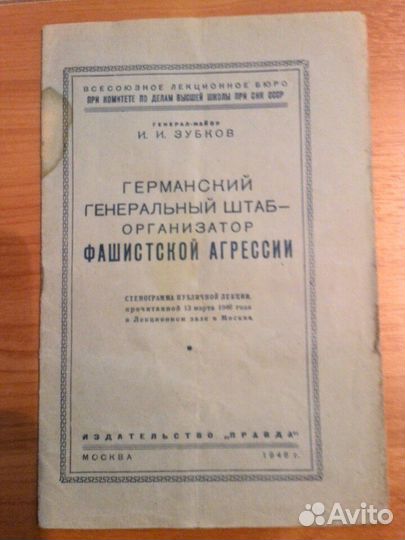 ВСЕСОЮЗНОЕ ЛЕКЦИОННОЕ БЮРО
ПРИ КОМИТЕТЕ ПО ДЕЛАМ ВЫСШЕЙ ШКОЛЫ ПРИ СНК СССР
ГЕНЕРАЛ-МАЙОР
И. И. ЗУБКОВ
ГЕРМАНСКИЙ
ГЕНЕРАЛЬНЫЙ ШТАБ—
ОРГАНИЗАТОР
ФАШИСТСКОЙ АГРЕССИИ
СТЕНОГРАММА ПУБЛИЧНОЙ ЛЕКЦИИ,
прочитанной 13 марта 1946 года
в Лекционном зале в Москве.
ИЗДАТЕЛЬСТВО „ПРАВДА"
МОСКВА 1946 г.
Avito